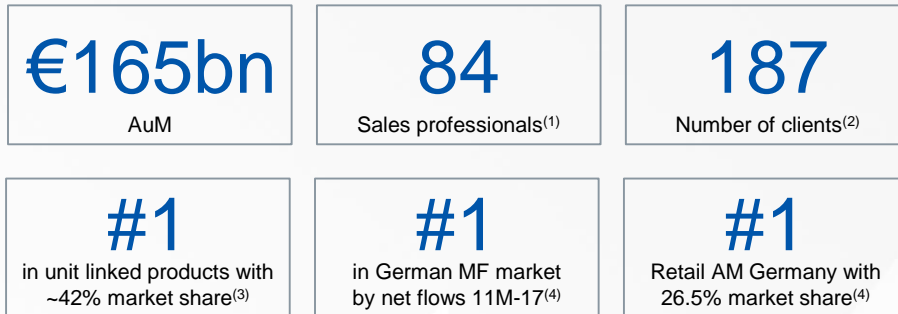 €165bn
AuM
84
Sales professionals(1)
187
Number of clients(2)
#1
in unit linked products with
~42% market share(3)
#1
in German MF market
by net flows 11M-17(4)
#1
Retail AM Germany with
26.5% market share(4)